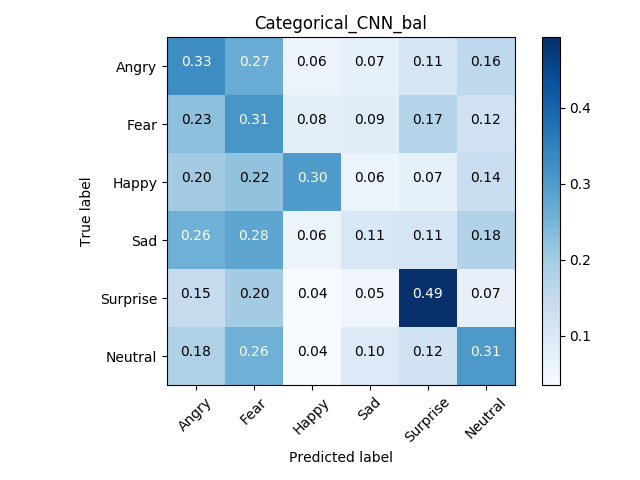 Categorical_CNN_bal
True label
Angry 0.33 0.27 0.06 0.07 0.11 0.16
Fear 0.23 0.31 0.08 0.09 0.17 0.12
Happy 0.20 0.22 0.30 0.06 0.07 0.14
Sad 0.26 0.28 0.06 0.11 0.11 0.18
Surprise 0.15 0.20 0.04 0.05 0.49 0.07
Neutral 0.18 0.26 0.04 0.10 0.12 0.31
Angry Fear Happy Sad Surprise Neutral
Predicted label
0.4
0.3
0.2
0.1